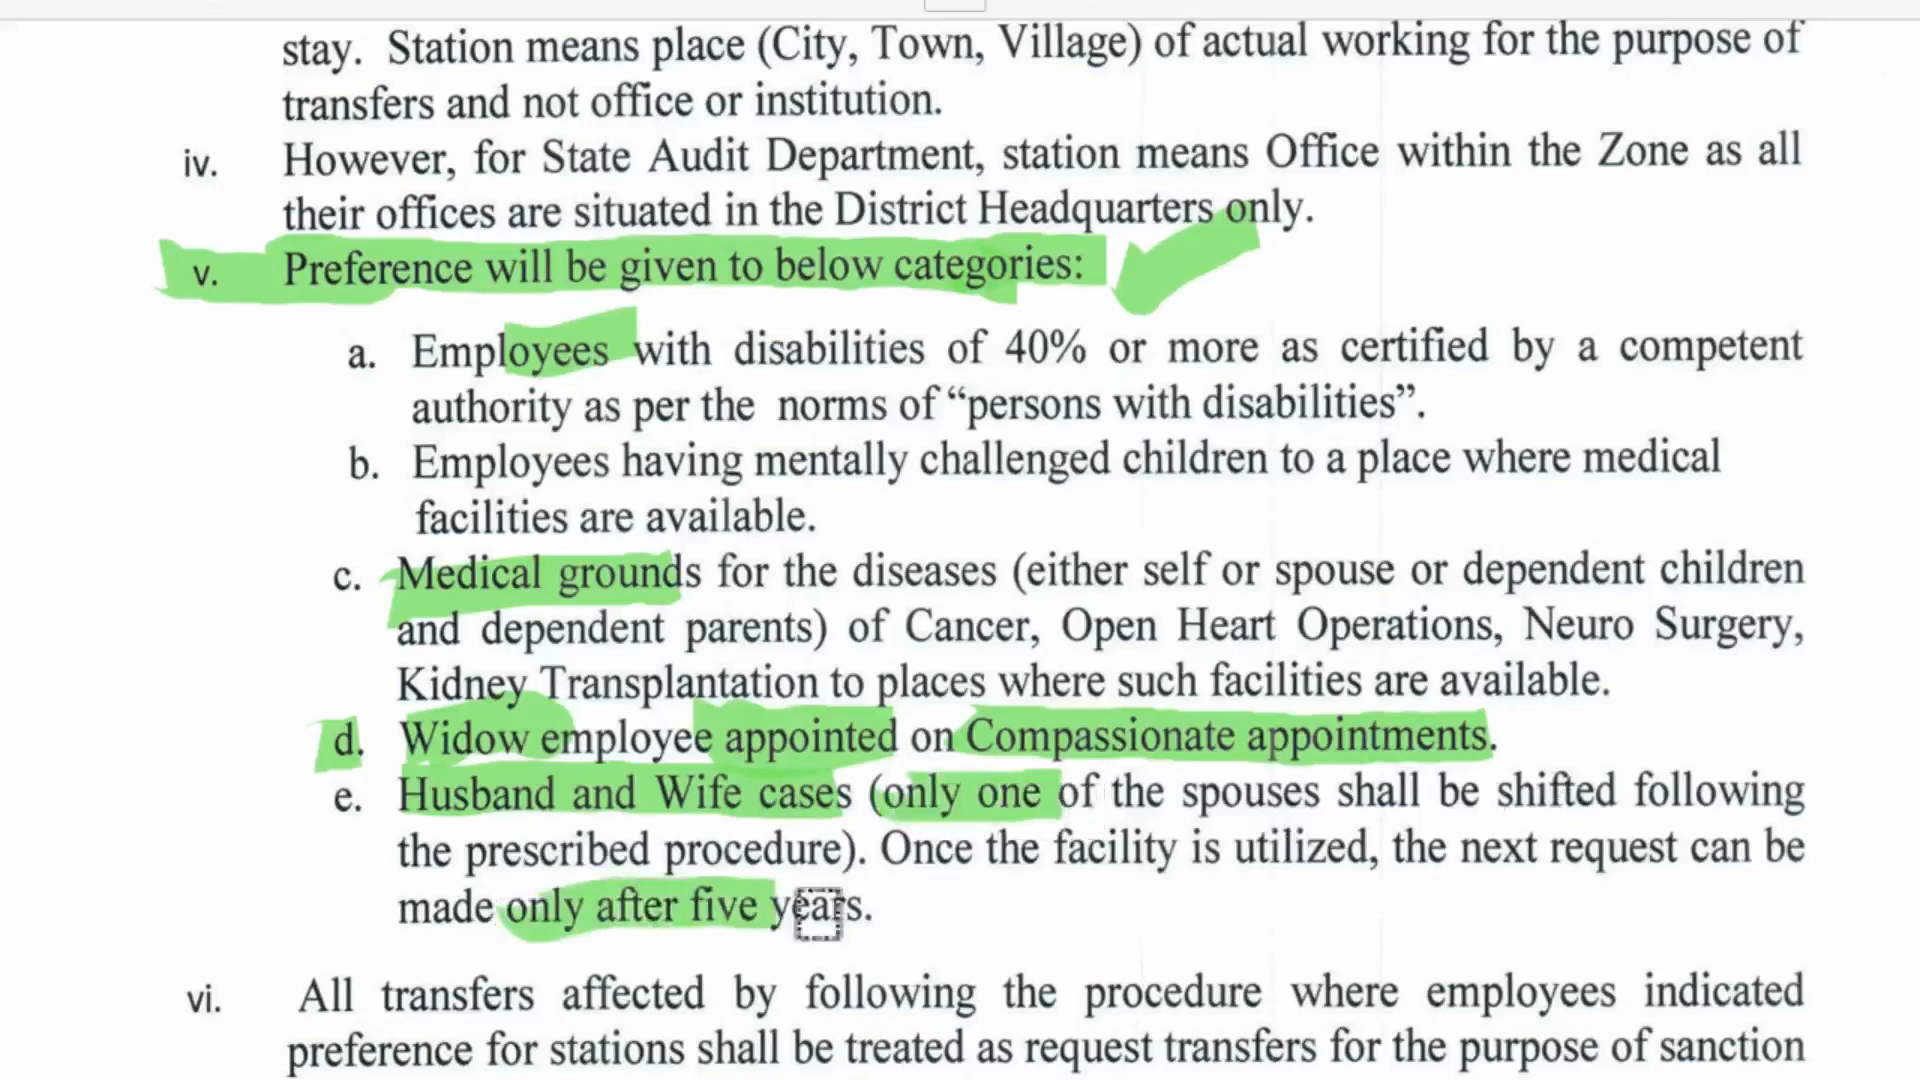 stay. Station means place (City, Town, Village) of actual working for the purpose of
transfers and not office or institution.
iv. However, for State Audit Department, station means Office within the Zone as all
their offices are situated in the District Headquarters only.
v. Preference will be given to below categories:
a. Employees with disabilities of 40% or more as certified by a competent
authority as per the norms of “persons with disabilities”.
b. Employees having mentally challenged children to a place where medical
facilities are available.
c. Medical grounds for the diseases (either self or spouse or dependent children
and dependent parents) of Cancer, Open Heart Operations, Neuro Surgery,
Kidney Transplantation to places where such facilities are available.
d. Widow employee appointed on Compassionate appointments.
e. Husband and Wife cases (only one of the spouses shall be shifted following
the prescribed procedure). Once the facility is utilized, the next request can be
made only after five years.
vi. All transfers affected by following the procedure where employees indicated
preference for stations shall be treated as request transfers for the purpose of sanction